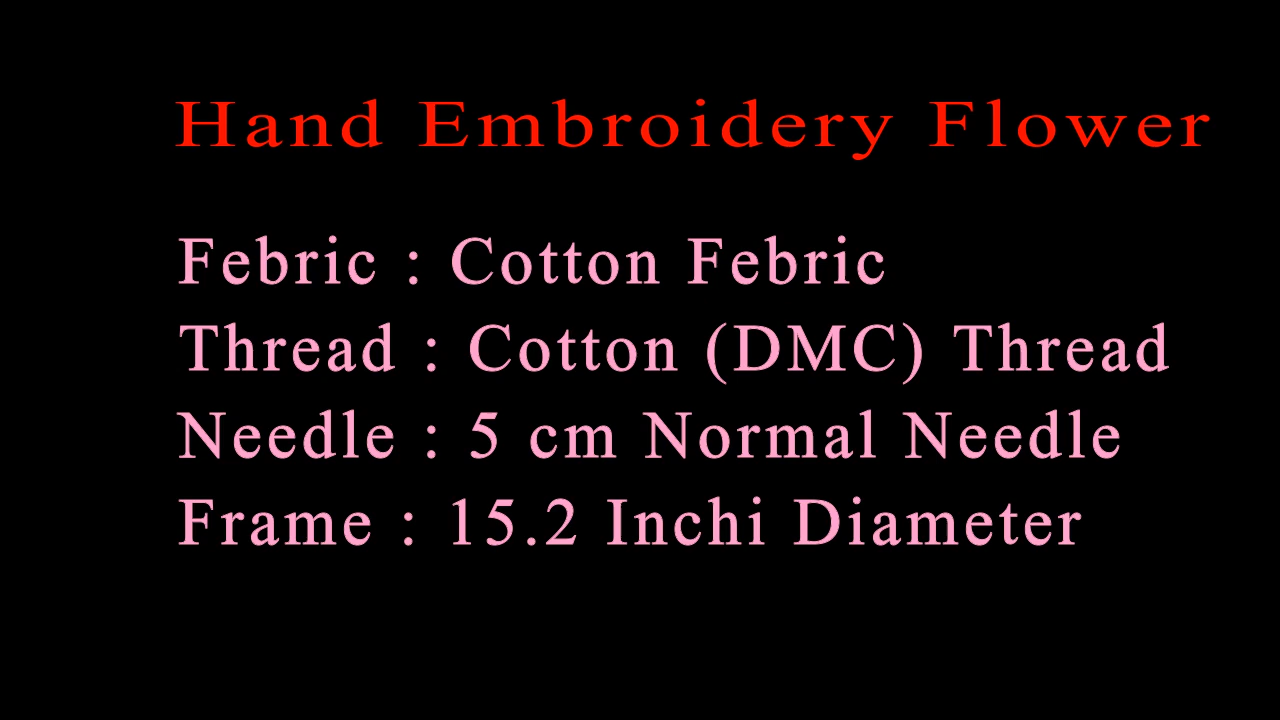 Hand Embroidery Flower
Febric : Cotton Febric
Thread : Cotton (DMC) Thread
Needle : 5 cm Normal Needle
Frame : 15.2 Inchi Diameter